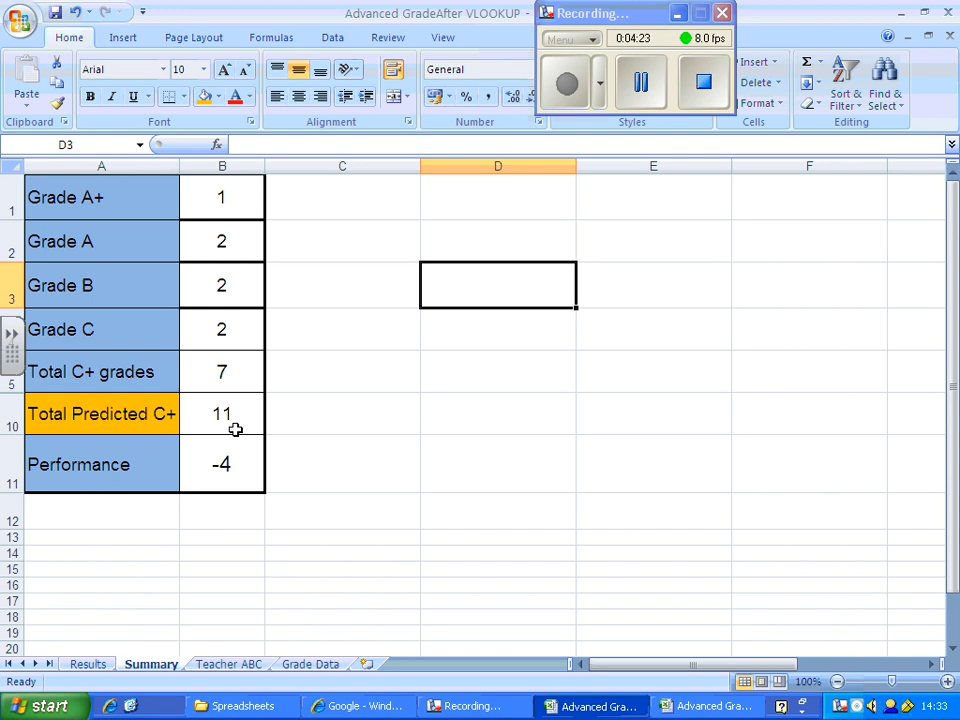 Advanced GradeAfter VLOOKUP -
Recording...
Home
Insert
Page Layout
Formulas
Data
Review
View
Menu
0:04:23
8.0 fps
Paste
Arial
10
General
Insert
Delete
Format
Sort & Filter
Find & Select
Clipboard
Font
Alignment
Number
Styles
Cells
Editing
D3
fx
A B C D E F
1 Grade A+ 1
2 Grade A 2
3 Grade B 2
Grade C 2
5 Total C+ grades 7
10 Total Predicted C+ 11
11 Performance -4
12
13
14
15
16
17
18
19
20
Results
Summary
Teacher ABC
Grade Data
Ready
100%
start
Spreadsheets
Google - Wind...
Recording...
Advanced Gra...
Advanced Gra...
14:33